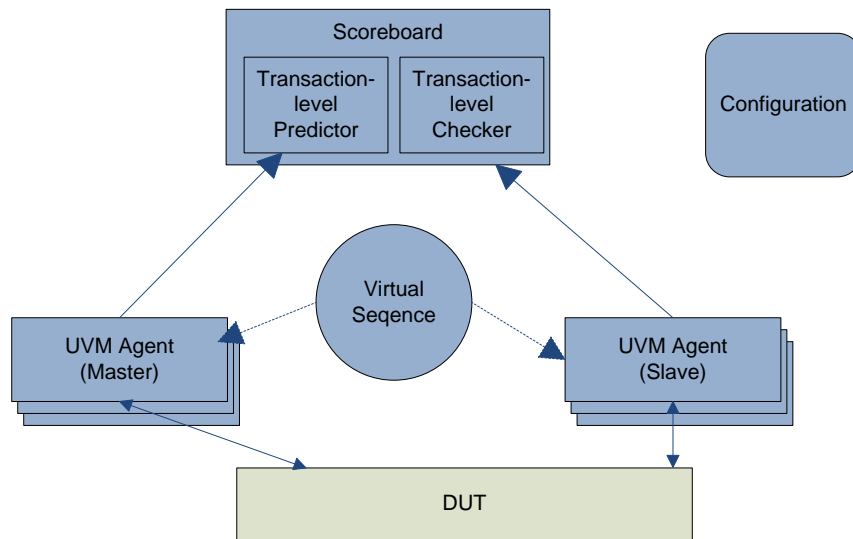 Scoreboard
Transaction-
level
Predictor
Transaction-
level
Checker
Configuration
Virtual
Seqence
UVM Agent
(Master)
UVM Agent
(Slave)
DUT